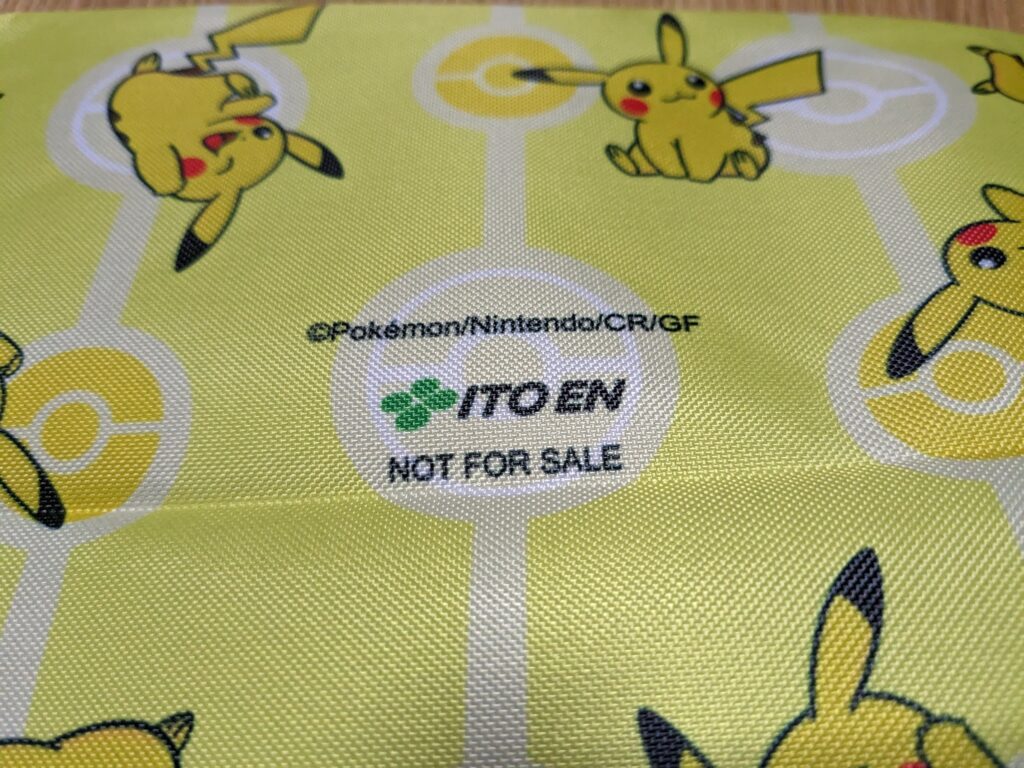 ©Pokémon/Nintendo/CR/GF
ITO EN
NOT FOR SALE